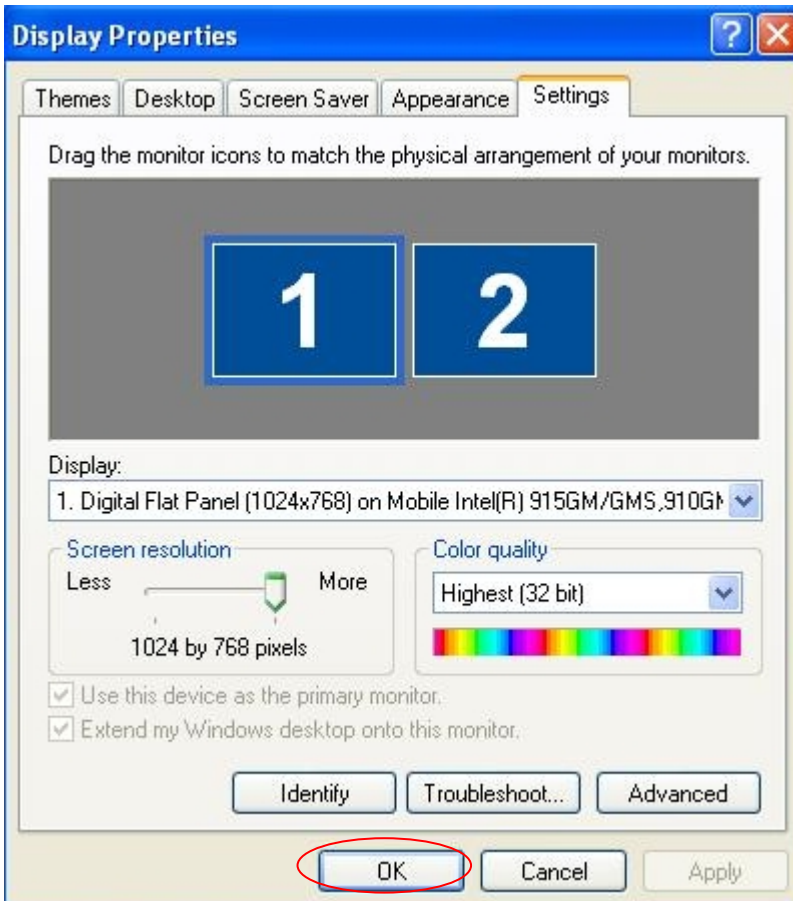 Display Properties
Themes Desktop Screen Saver Appearance Settings
Drag the monitor icons to match the physical arrangement of your monitors.
1 2
Display:
1. Digital Flat Panel (1024x768) on Mobile Intel(R) 915GM/GMS,910GM
Screen resolution
Less More
1024 by 768 pixels
Color quality
Highest (32 bit)
Use this device as the primary monitor.
Extend my Windows desktop onto this monitor.
Identify Troubleshoot... Advanced
OK Cancel Apply